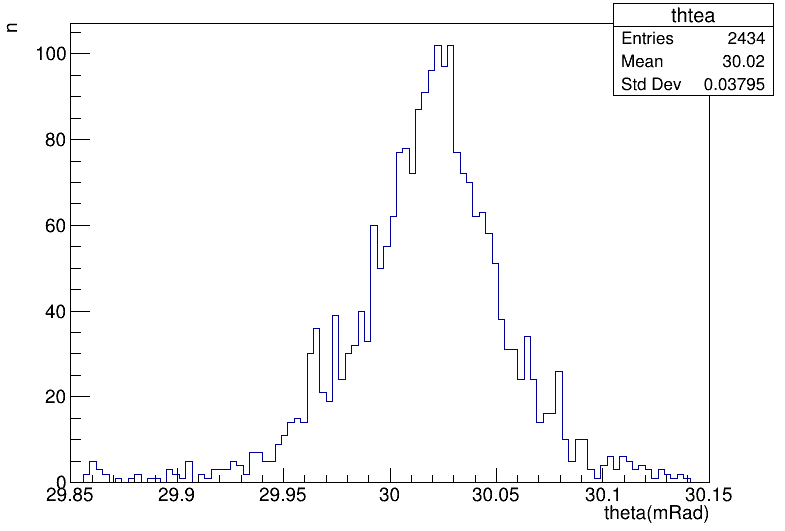 thtea
Entries 2434
Mean 30.02
Std Dev 0.03795
n
100
80
60
40
20
0
29.85 29.9 29.95 30 30.05 30.1 30.15
theta(mRad)